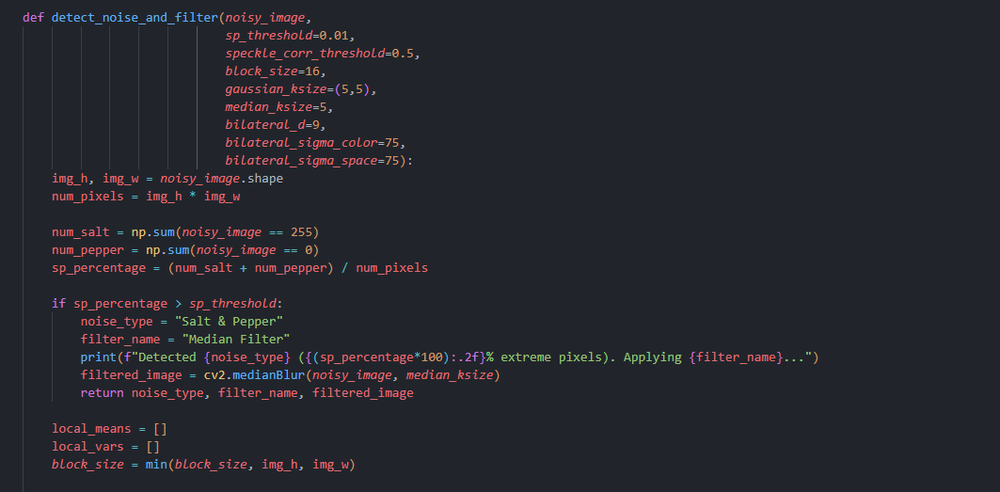 def detect_noise_and_filter(noisy_image,
                            sp_threshold=0.01,
                            speckle_corr_threshold=0.5,
                            block_size=16,
                            gaussian_ksize=(5,5),
                            median_ksize=5,
                            bilateral_d=9,
                            bilateral_sigma_color=75,
                            bilateral_sigma_space=75):
    img_h, img_w = noisy_image.shape
    num_pixels = img_h * img_w

    num_salt = np.sum(noisy_image == 255)
    num_pepper = np.sum(noisy_image == 0)
    sp_percentage = (num_salt + num_pepper) / num_pixels

    if sp_percentage > sp_threshold:
        noise_type = "Salt & Pepper"
        filter_name = "Median Filter"
        print(f"Detected {noise_type} ({(sp_percentage*100):.2f}% extreme pixels). Applying {filter_name}...")
        filtered_image = cv2.medianBlur(noisy_image, median_ksize)
        return noise_type, filter_name, filtered_image

    local_means = []
    local_vars = []
    block_size = min(block_size, img_h, img_w)